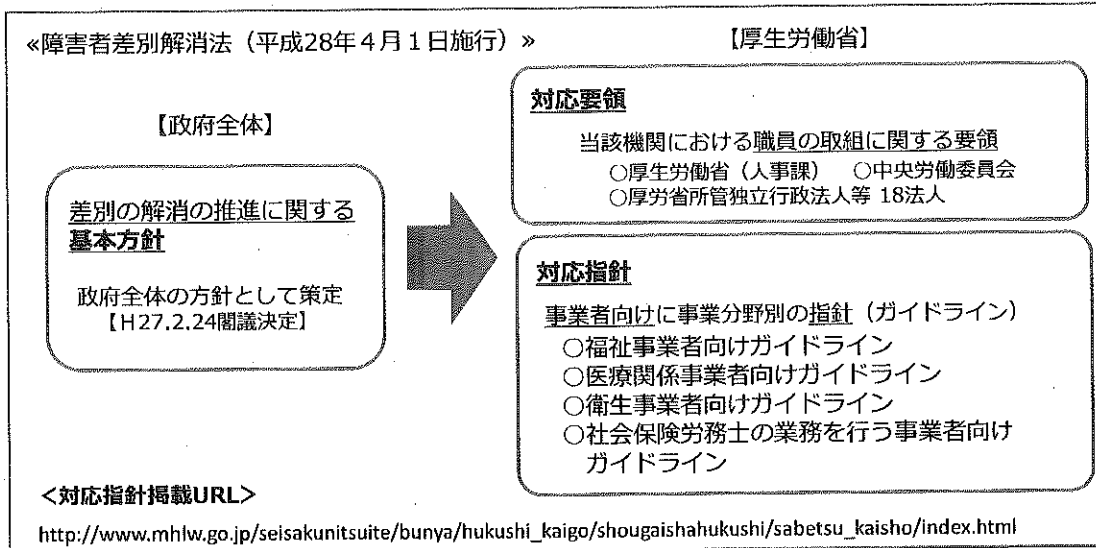 ≪障害者差別解消法（平成28年４月１日施行）≫
【厚生労働省】
【政府全体】
差別の解消の推進に関する
基本方針
政府全体の方針として策定
【H27.2.24閣議決定】
対応要領
当該機関における職員の取組に関する要領
○厚生労働省（人事課）　○中央労働委員会
○厚労省所管独立行政法人等 18法人
対応指針
事業者向けに事業分野別の指針（ガイドライン）
○福祉事業者向けガイドライン
○医療関係事業者向けガイドライン
○衛生事業者向けガイドライン
○社会保険労務士の業務を行う事業者向け
ガイドライン
＜対応指針掲載URL＞
http://www.mhlw.go.jp/seisakunitsuite/bunya/hukushi_kaigo/shougaishahukushi/sabetsu_kaisho/index.html